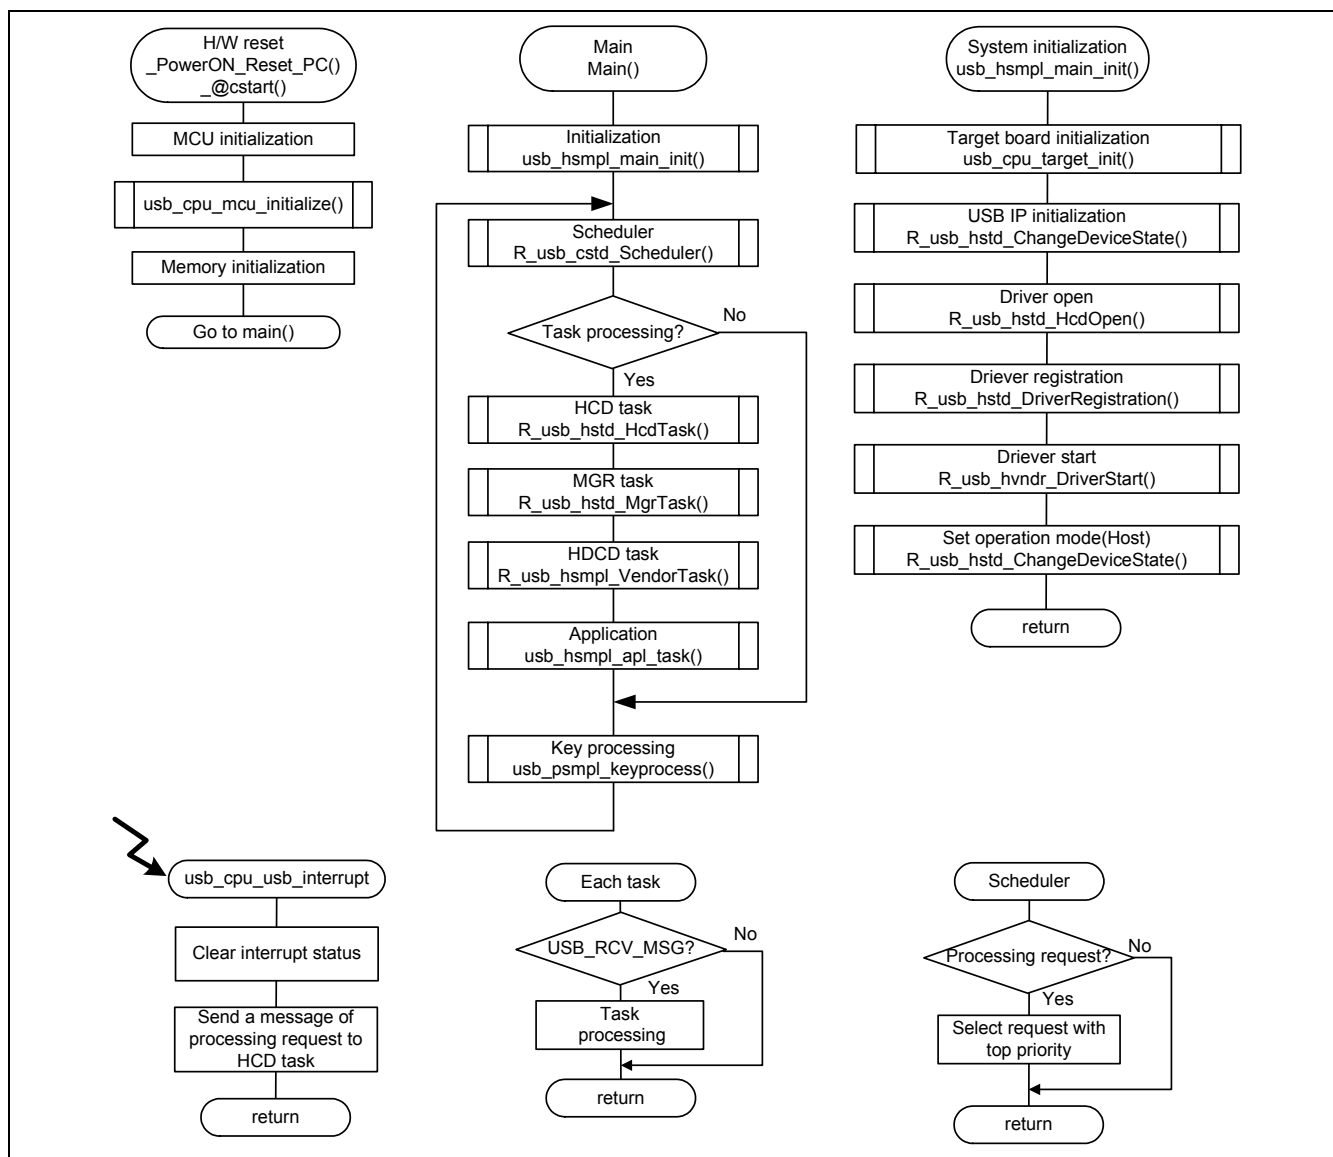 H/W reset
_PowerON_Reset_PC()
_@cstart()
MCU initialization
usb_cpu_mcu_initialize()
Memory initialization
Go to main()
Main
Main()
Initialization
usb_hsmpl_main_init()
Scheduler
R_usb_cstd_Scheduler()
Task processing?
No
Yes
HCD task
R_usb_hstd_HcdTask()
MGR task
R_usb_hstd_MgrTask()
HDCD task
R_usb_hsmpl_VendorTask()
Application
usb_hsmpl_apl_task()
Key processing
usb_psmpl_keyprocess()
System initialization
usb_hsmpl_main_init()
Target board initialization
usb_cpu_target_init()
USB IP initialization
R_usb_hstd_ChangeDeviceState()
Driver open
R_usb_hstd_HcdOpen()
Driever registration
R_usb_hstd_DriverRegistration()
Driever start
R_usb_hvndr_DriverStart()
Set operation mode(Host)
R_usb_hstd_ChangeDeviceState()
return
usb_cpu_usb_interrupt
Clear interrupt status
Send a message of
processing request to
HCD task
return
Each task
USB_RCV_MSG?
No
Yes
Task
processing
return
Scheduler
Processing request?
No
Yes
Select request with
top priority
return